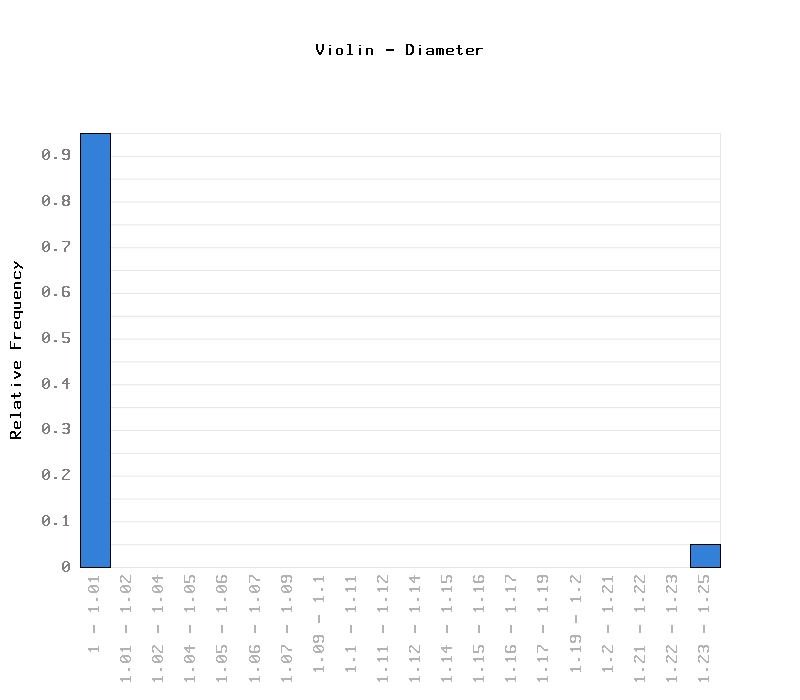 Violin - Diameter
Relative Frequency
0.9
0.8
0.7
0.6
0.5
0.4
0.3
0.2
0.1
0
1 - 1.01
1.01 - 1.02
1.02 - 1.04
1.04 - 1.05
1.05 - 1.06
1.06 - 1.07
1.07 - 1.09
1.09 - 1.1
1.1 - 1.11
1.11 - 1.12
1.12 - 1.14
1.14 - 1.15
1.15 - 1.16
1.16 - 1.17
1.17 - 1.19
1.19 - 1.2
1.2 - 1.21
1.21 - 1.22
1.22 - 1.23
1.23 - 1.25